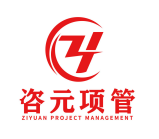 咨元项管
ZIYUAN PROJECT MANAGEMENT